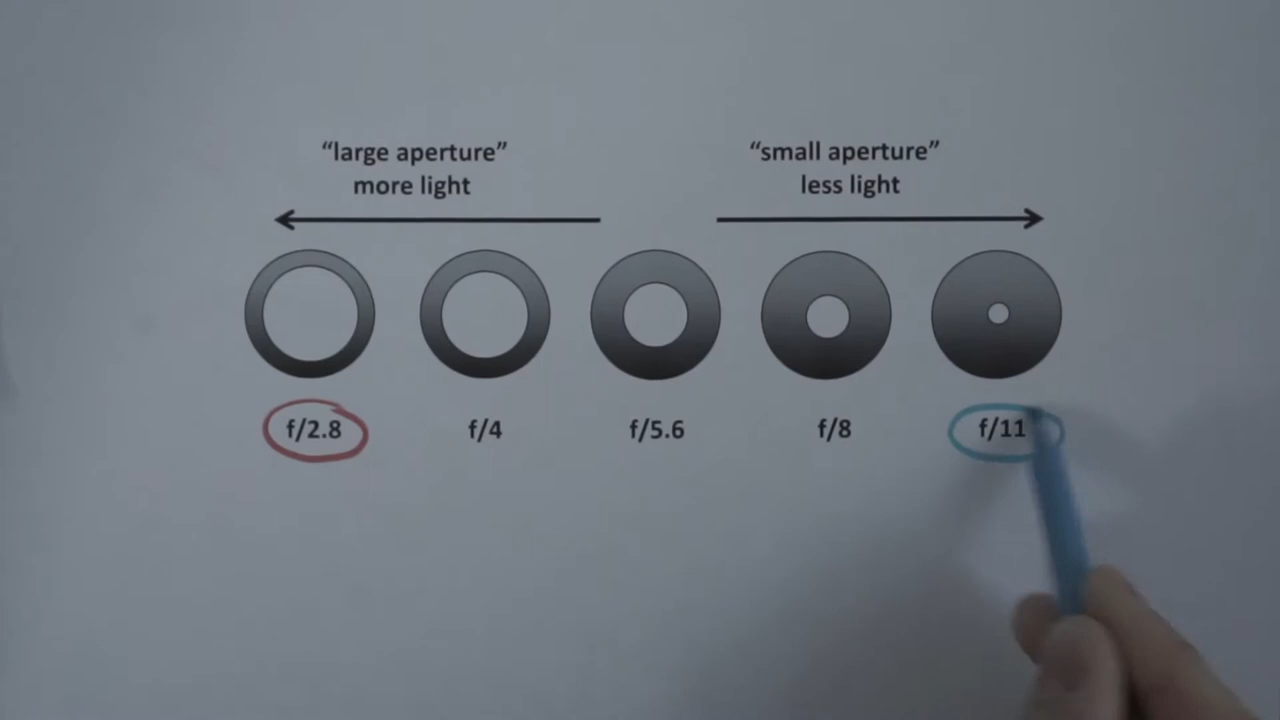 “large aperture”
more light
“small aperture”
less light
f/2.8
f/4
f/5.6
f/8
f/11